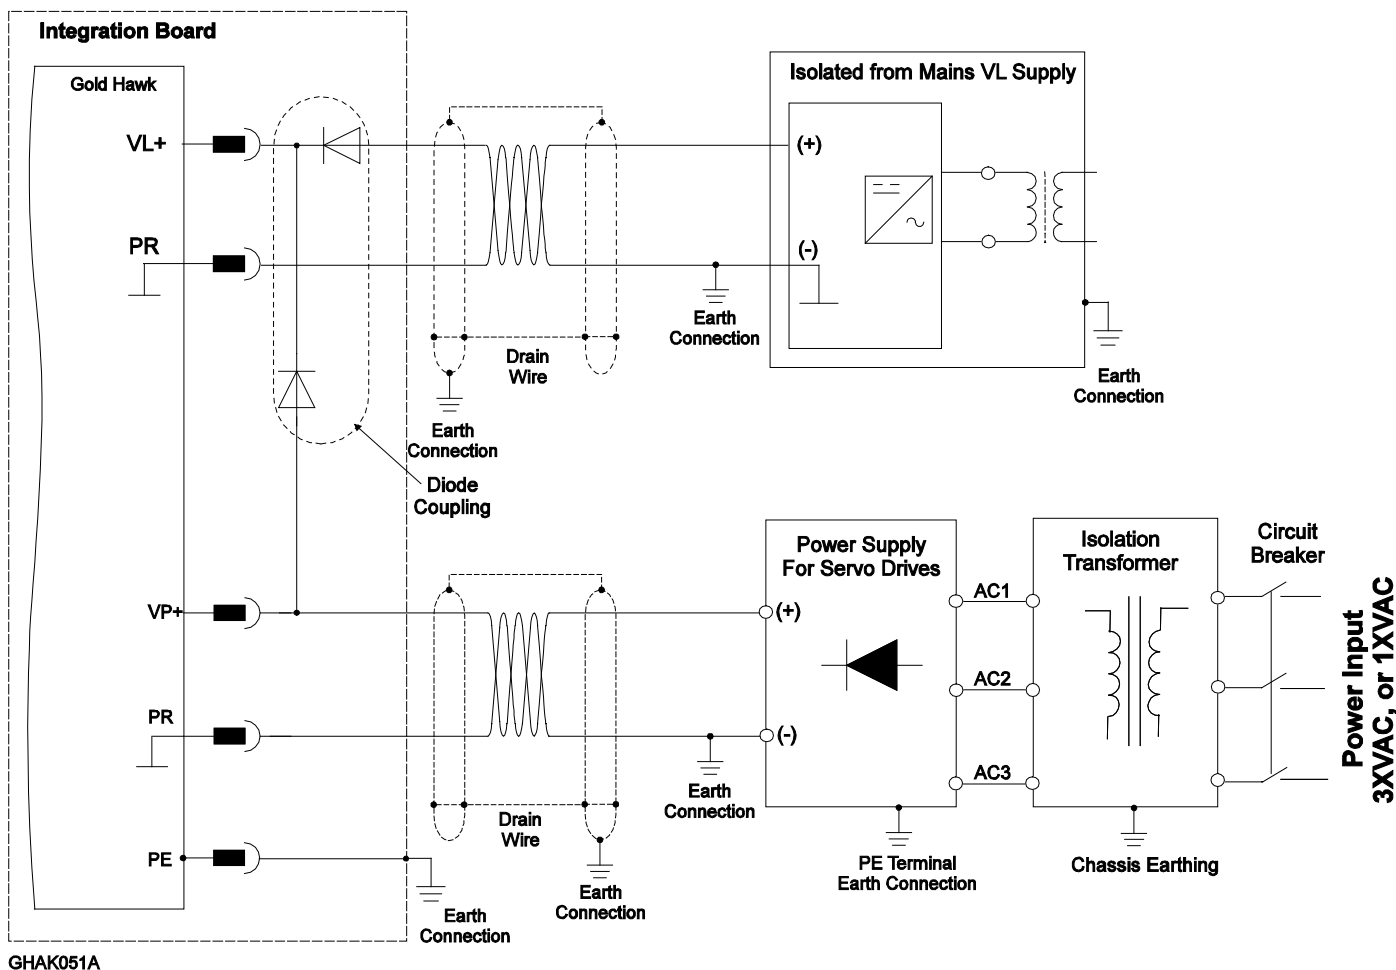 Integration Board
Gold Hawk
VL+
PR
Isolated from Mains VL Supply
(+)
(-)
Earth
Connection
Earth
Connection
Drain
Wire
Earth
Connection
Diode
Coupling
VP+
PR
PE
Drain
Wire
Power Supply
For Servo Drives
(+)
(-)
AC1
AC2
AC3
Isolation
Transformer
Circuit
Breaker
Power Input
3XVAC, or 1XVAC
Earth
Connection
PE Terminal
Earth Connection
Chassis Earthing
Earth
Connection
Earth
Connection
GHAK051A